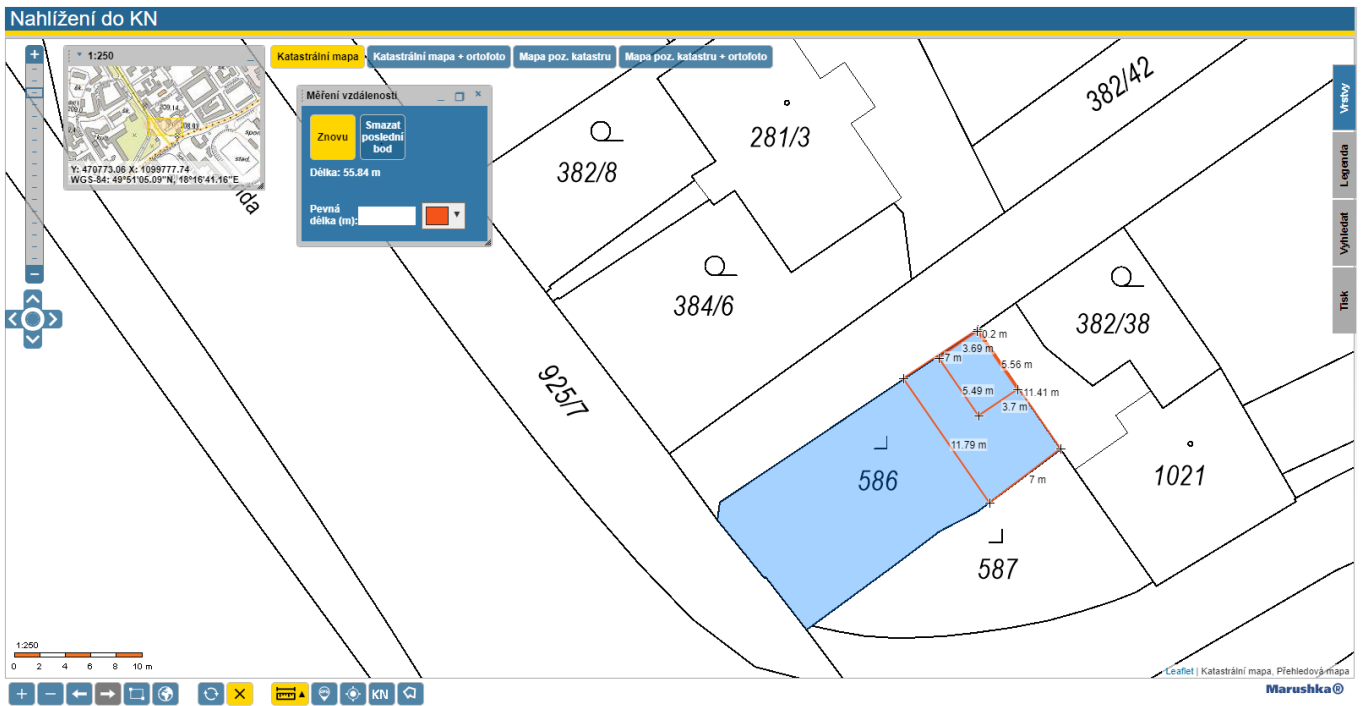 Nahlížení do KN
1:250
Katastrální mapa
Katastrální mapa + ortofoto
Mapa poz. katastru
Mapa poz. katastru + ortofoto
Měření vzdálenosti
Znovu
Smazat
poslední
bod
Délka: 55.84 m
Pevná
délka (m):
Y: 470773.06 X: 1099777.74
WGS-84: 49°51'05.09"N, 18°16'41.16"E
209,14
Vrstvy
Legenda
Vyhledat
Tisk
382/42
281/3
382/8
384/6
382/38
925/7
586
587
1021
0.2 m
3.69 m
7 m
5.56 m
5.49 m
11.41 m
3.7 m
11.79 m
7 m
1:250
0 2 4 6 8 10 m
Leaflet | Katastrální mapa, Přehledová mapa
KN
Marushka®